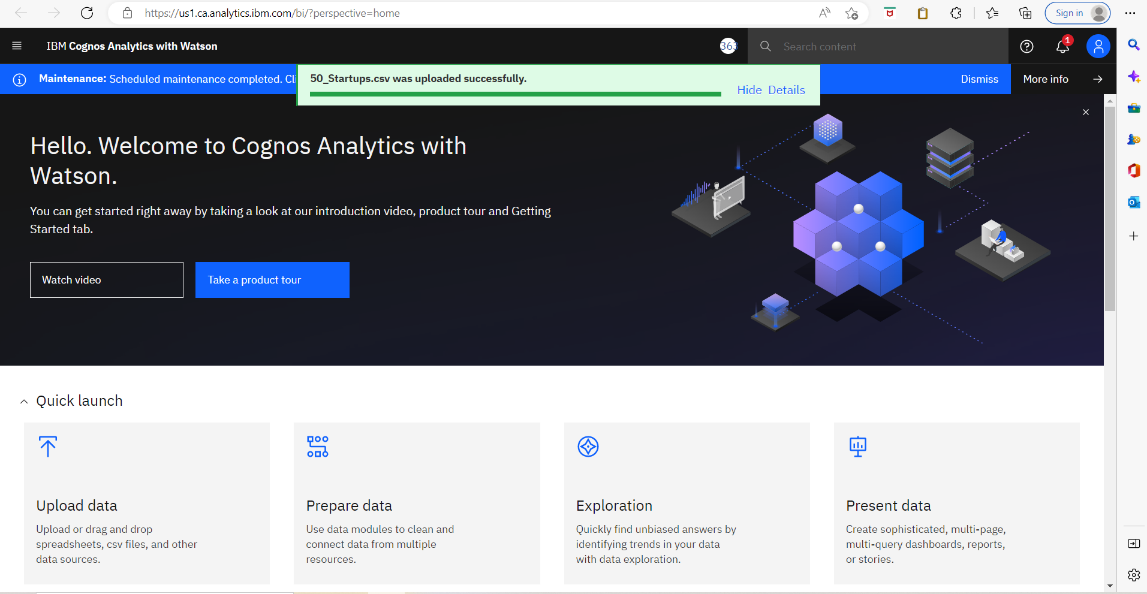 https://us1.ca.analytics.ibm.com/bi/?perspective=home
Sign in
IBM Cognos Analytics with Watson
363
Search content
1
Maintenance: Scheduled maintenance completed. Cli
50_Startups.csv was uploaded successfully.
Hide Details
Dismiss
More info
Hello. Welcome to Cognos Analytics with
Watson.
You can get started right away by taking a look at our introduction video, product tour and Getting
Started tab.
Watch video
Take a product tour
Quick launch
Upload data
Upload or drag and drop
spreadsheets, csv files, and other
data sources.
Prepare data
Use data modules to clean and
connect data from multiple
resources.
Exploration
Quickly find unbiased answers by
identifying trends in your data
with data exploration.
Present data
Create sophisticated, multi-page,
multi-query dashboards, reports,
or stories.